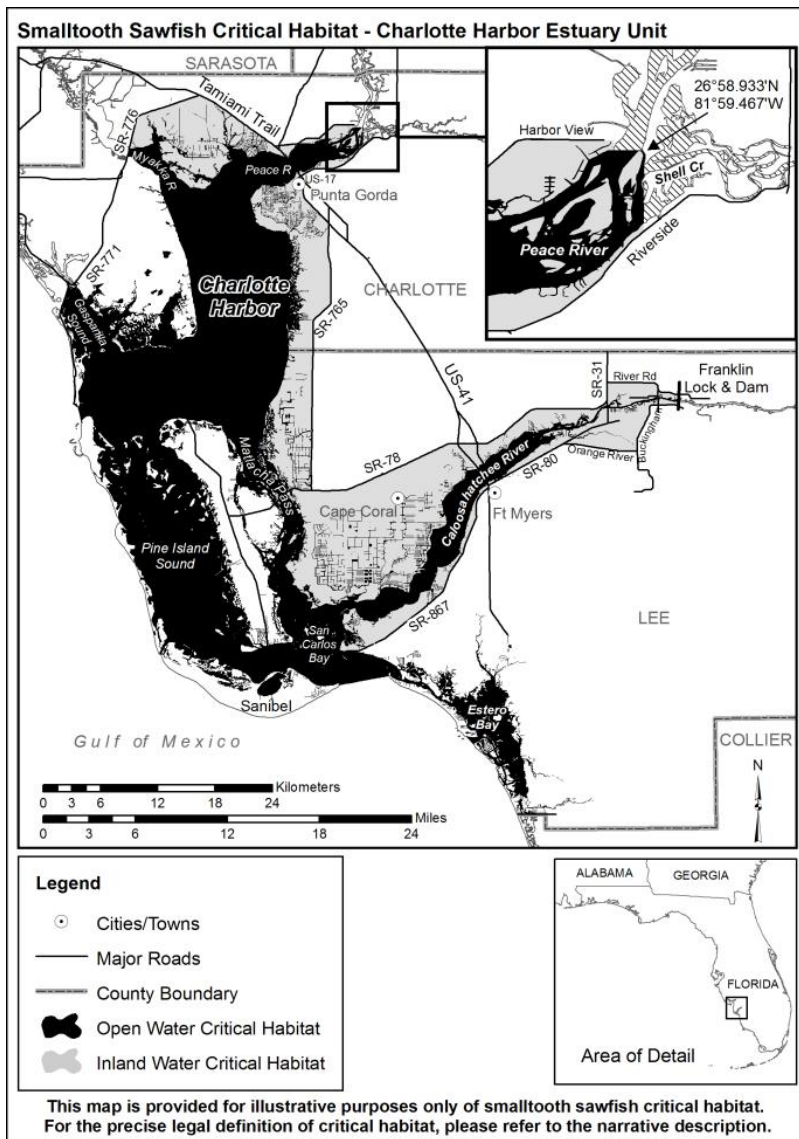 Smalltooth Sawfish Critical Habitat - Charlotte Harbor Estuary Unit
SARASOTA
Tamiami Trail
SR-776
Myakka R
Peace R
US-17
Punta Gorda
26°58.933'N
81°59.467'W
Harbor View
Shell Cr
Peace River
Riverside
SR-771
Gasparilla
Sound
Charlotte
Harbor
CHARLOTTE
SR-765
US-41
SR-31
River Rd
Franklin
Lock & Dam
Buckingham
Orange River
SR-80
SR-78
Matlacha Pass
Cape Coral
Caloosahatchee River
Ft Myers
Pine Island
Sound
SR-867
San
Carlos
Bay
LEE
Sanibel
Estero
Bay
Gulf of Mexico
COLLIER
N
Kilometers
0 3 6 12 18 24
Miles
0 3 6 12 18 24
Legend
Cities/Towns
Major Roads
County Boundary
Open Water Critical Habitat
Inland Water Critical Habitat
ALABAMA
GEORGIA
FLORIDA
Area of Detail
This map is provided for illustrative purposes only of smalltooth sawfish critical habitat.
For the precise legal definition of critical habitat, please refer to the narrative description.